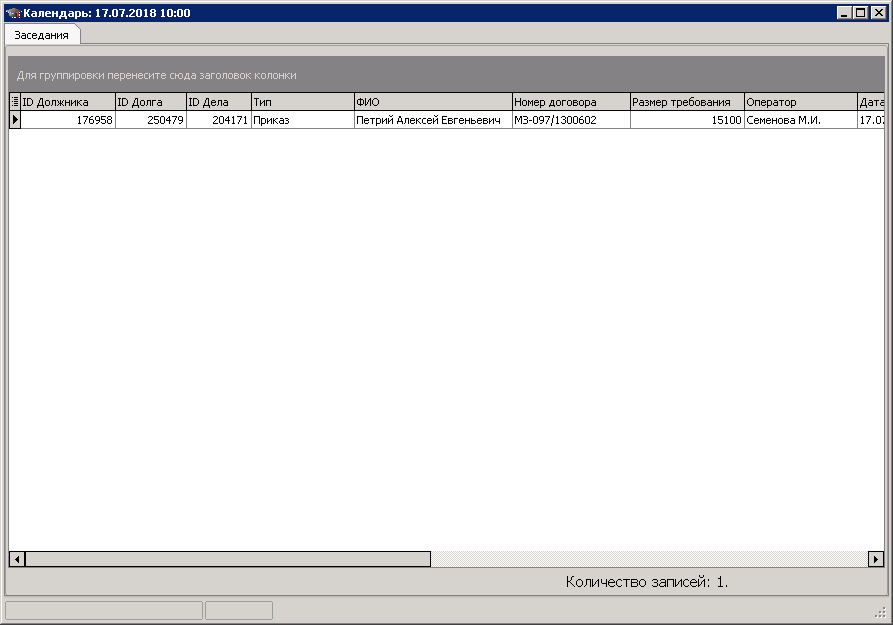 Календарь: 17.07.2018 10:00
Заседания
Для группировки перенесите сюда заголовок колонки
ID Должника ID Долга ID Дела Тип ФИО Номер договора Размер требования Оператор Дата
176958 250479 204171 Приказ Петрий Алексей Евгеньевич МЗ-097/1300602 15100 Семенова М.И. 17.07
Количество записей: 1.